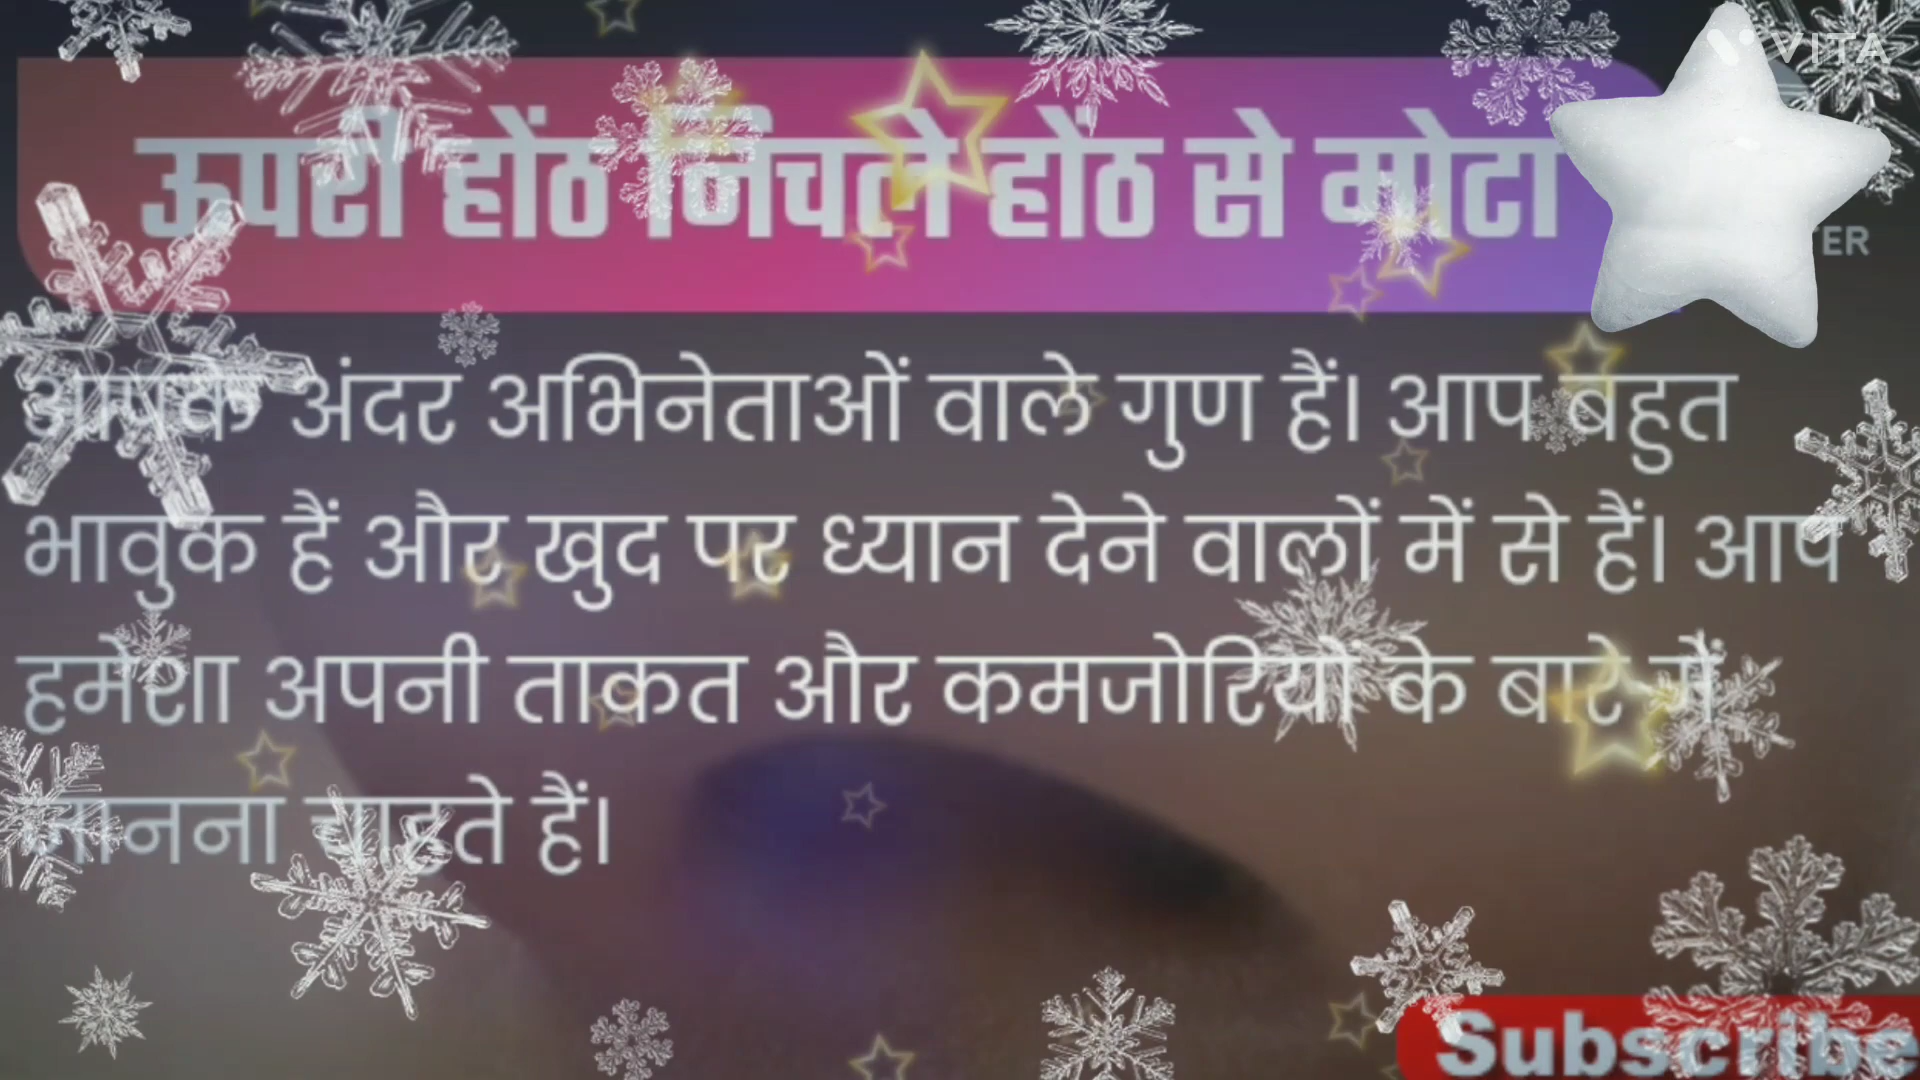 VITA
ऊपरी होंठ निचले होंठ से मोटा
आपके अंदर अभिनेताओं वाले गुण हैं। आप बहुत
भावुक हैं और खुद पर ध्यान देने वालों में से हैं। आप
हमेशा अपनी ताकत और कमजोरियों के बारे में
जानना चाहते हैं।
Subscribe